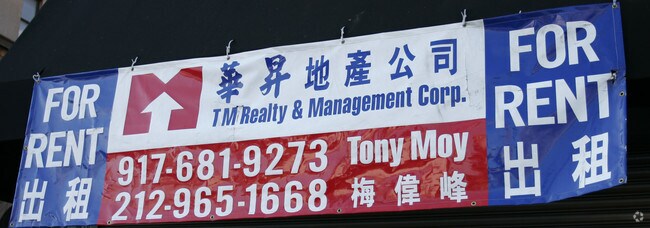 FOR
RENT
出租
華昇地產公司
TM Realty & Management Corp.
917-681-9273
212-965-1668
Tony Moy
梅偉峰
FOR
RENT
出租